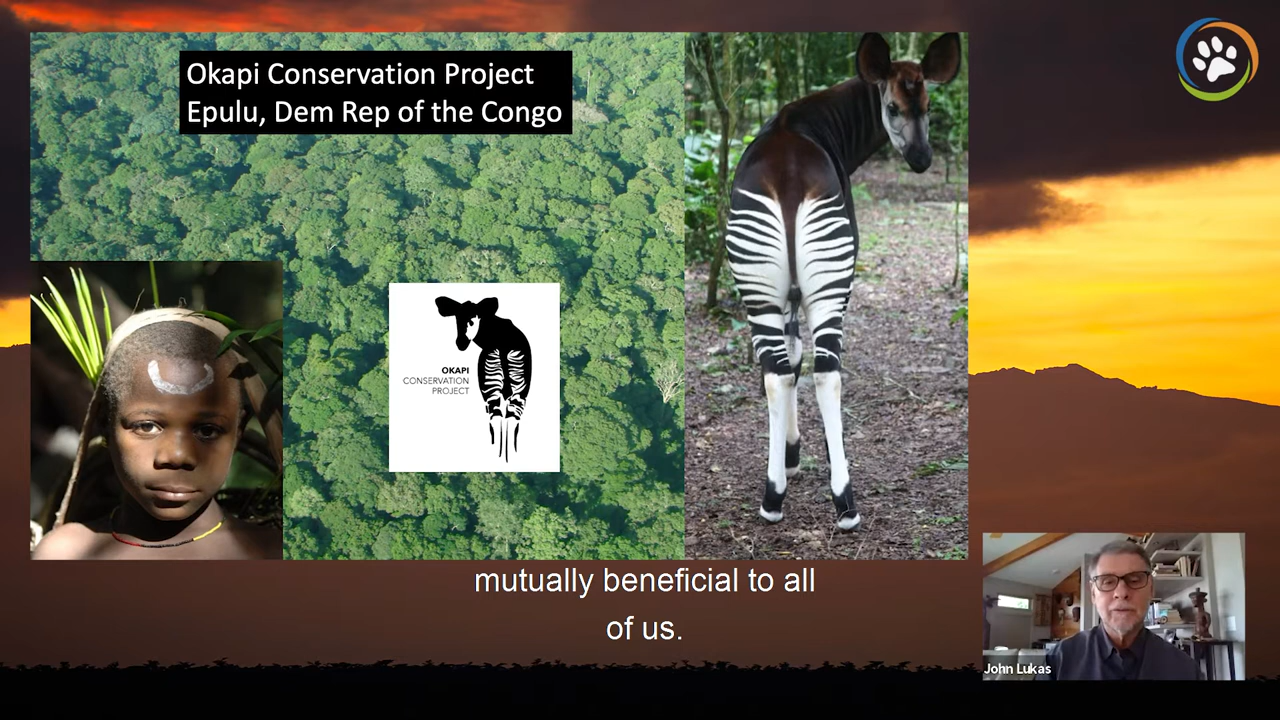 Okapi Conservation Project
Epulu, Dem Rep of the Congo
OKAPI
CONSERVATION
PROJECT
mutually beneficial to all
of us.
John Lukas